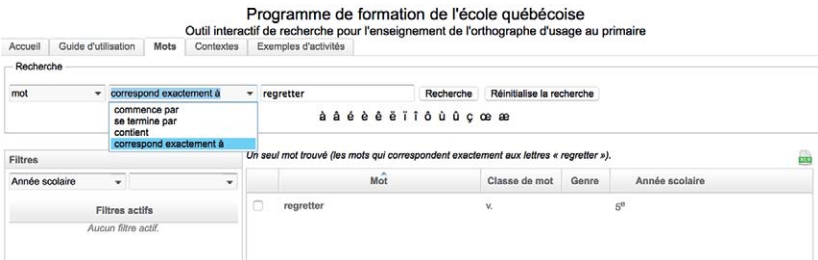 Programme de formation de l'école québécoise
Outil interactif de recherche pour l'enseignement de l'orthographe d'usage au primaire
Accueil Guide d'utilisation Mots Contextes Exemples d'activités
Recherche
mot correspond exactement à regretter Recherche Réinitialise la recherche
commence par
se termine par
contient
correspond exactement à
à â é è ê ë ï î ô ù û ç œ æ
Filtres
Année scolaire
Filtres actifs
Aucun filtre actif.
Un seul mot trouvé (les mots qui correspondent exactement aux lettres « regretter »).
Mot Classe de mot Genre Année scolaire
regretter v. 5e